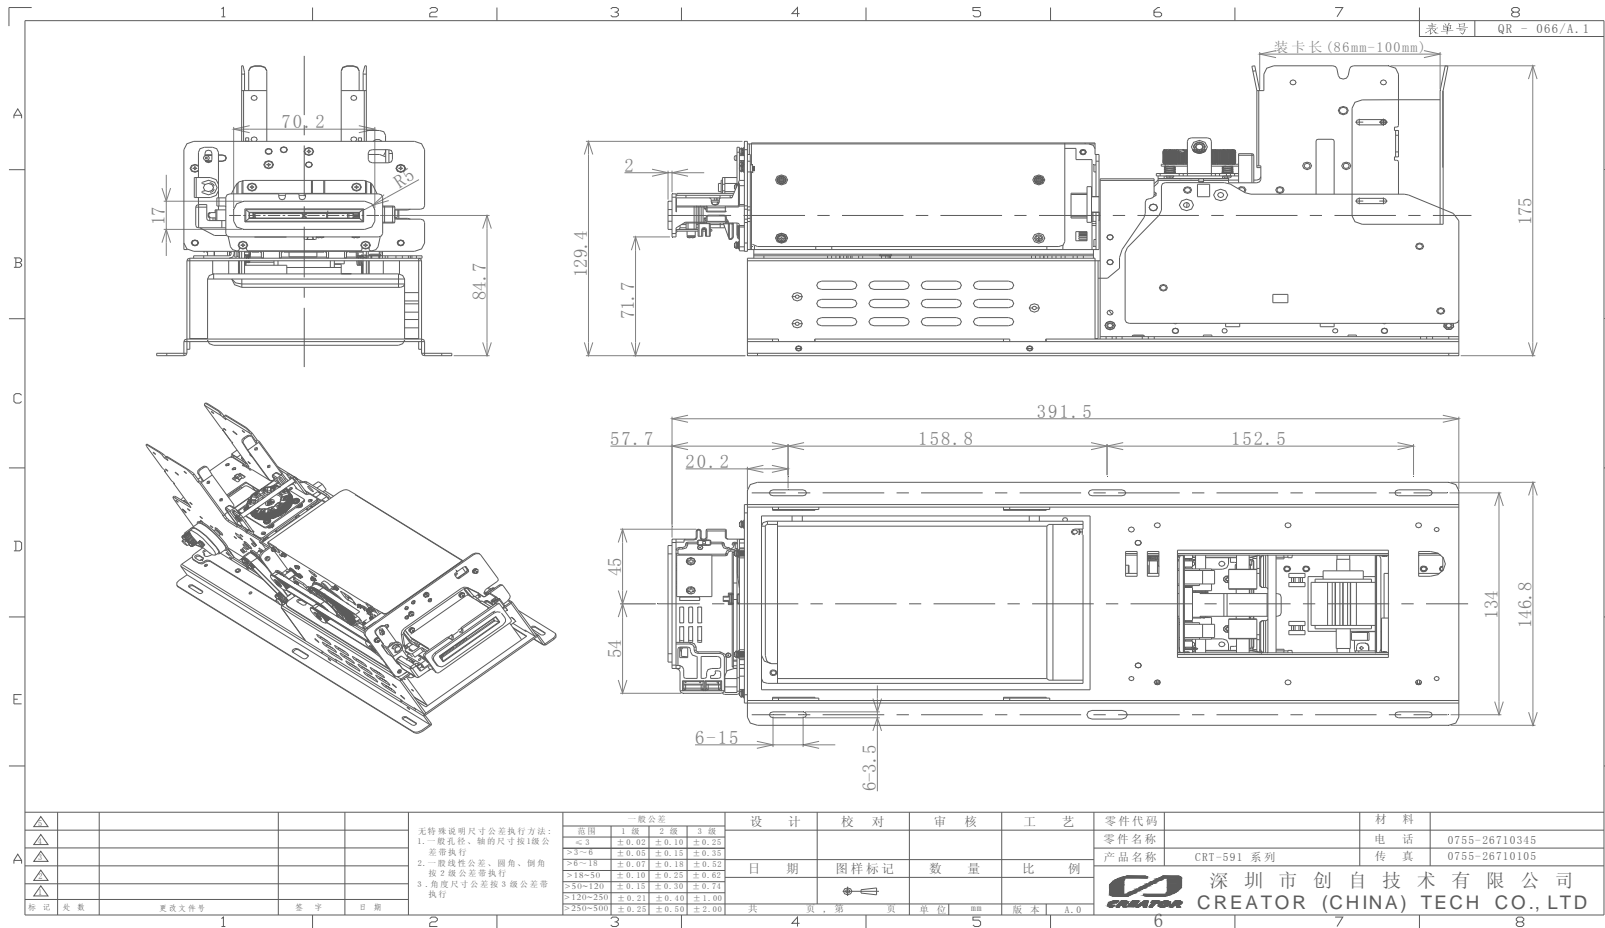 1 2 3 4 5 6 7 8
表单号 QR - 066/A.1
装卡长(86mm-100mm)
A
B
C
D
E
A
A
B
C
D
E
70.2
R5
17
84.7
2
129.4
71.7
175
391.5
57.7 158.8 152.5
20.2
45
54
134
146.8
6-15
6-3.5
标记 处数 更改文件号 签字 日期
无特殊说明尺寸公差执行方法:
1.一般孔径、轴的尺寸按1级公
差带执行
2.一般线性公差、圆角、倒角
按2级公差带执行
3.角度尺寸公差按3级公差带
执行
一般公差
范围 1级 2级 3级
≤3 ±0.02 ±0.10 ±0.25
>3~6 ±0.05 ±0.15 ±0.35
>6~18 ±0.07 ±0.18 ±0.52
>18~50 ±0.10 ±0.25 ±0.62
>50~120 ±0.15 ±0.30 ±0.74
>120~250 ±0.21 ±0.40 ±1.00
>250~500 ±0.25 ±0.50 ±2.00
设计 校对 审核 工艺
日期 图样标记 数量 比例
共 页,第 页 单位 mm 版本 A.0
零件代码 材料
零件名称 电话 0755-26710345
产品名称 CRT-591 系列 传真 0755-26710105
CREATOR
深圳市创自技术有限公司
CREATOR (CHINA) TECH CO., LTD
1 2 3 4 5 6 7 8